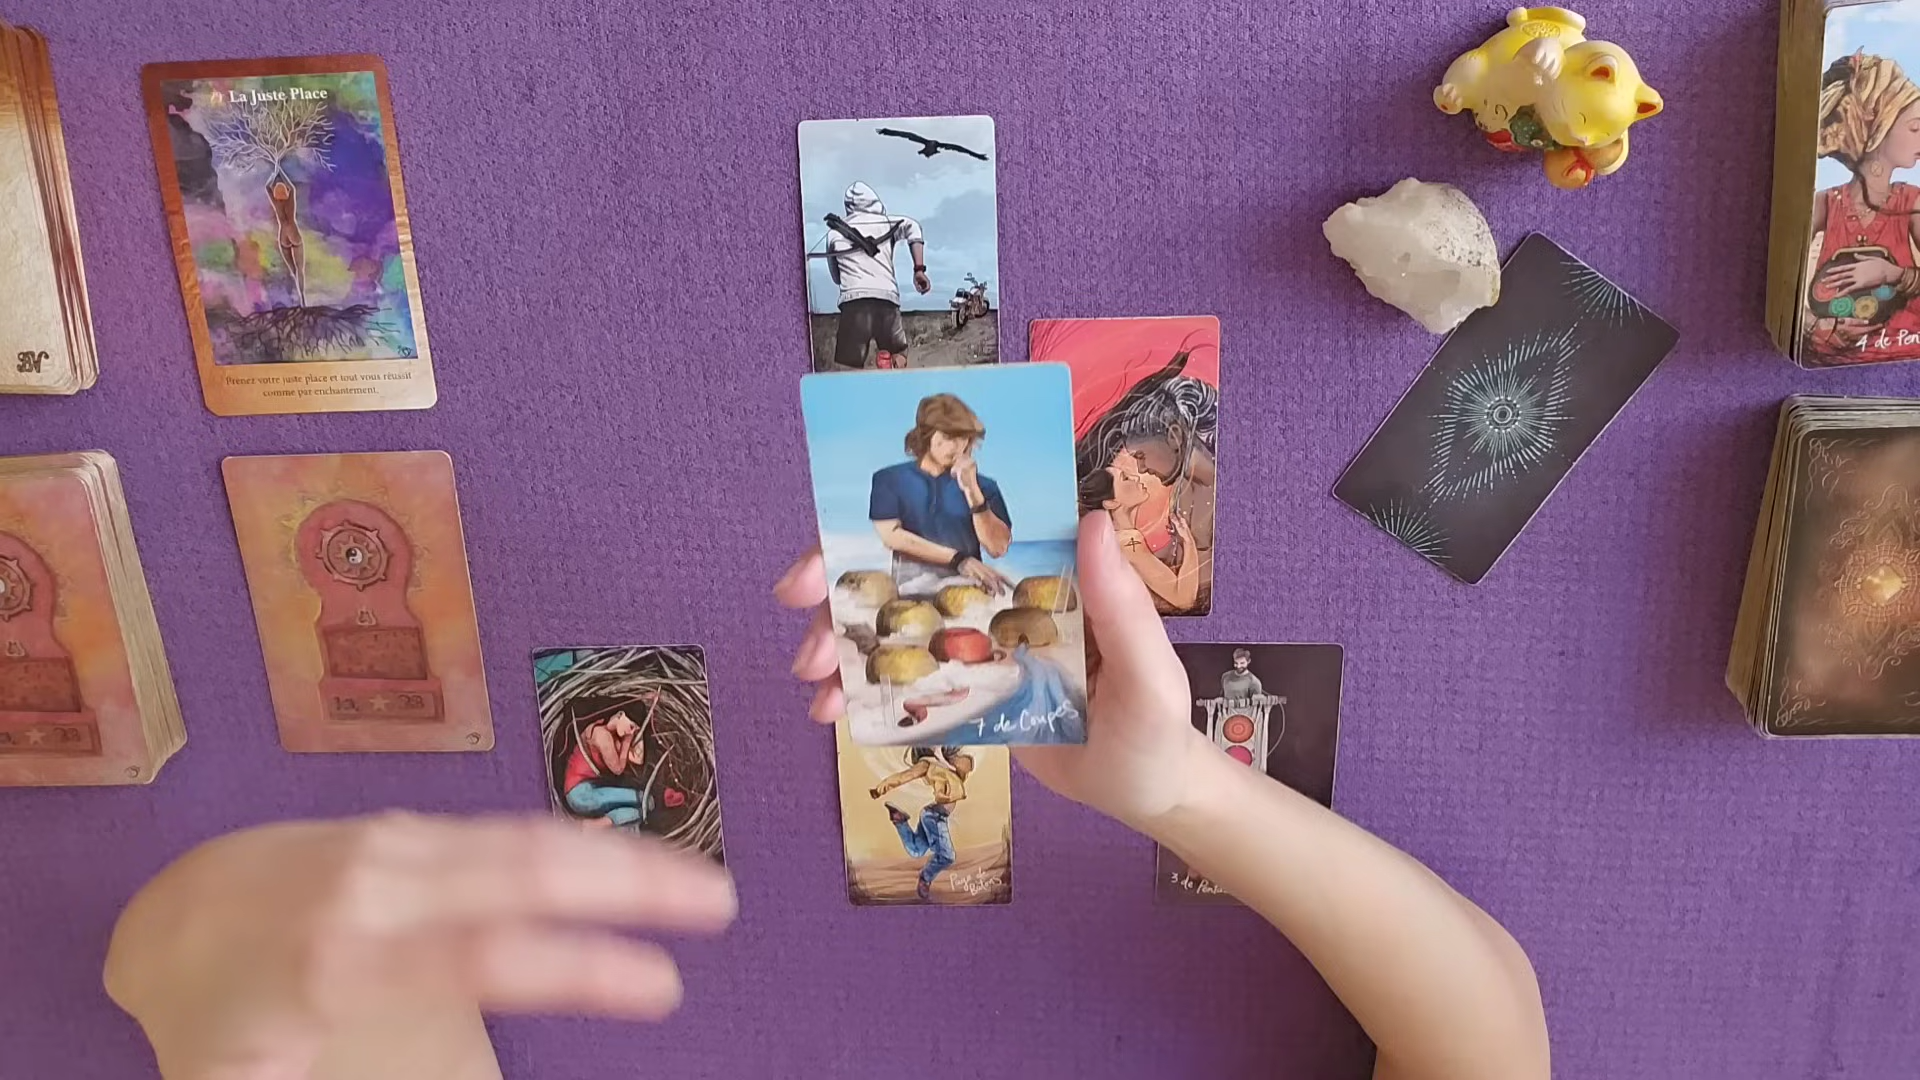 La Juste Place
Prenez votre juste place et tout vous réussit
comme par enchantement.
4 de Pen
7 de Coupes
Page de
Bâtons
3 de Penta